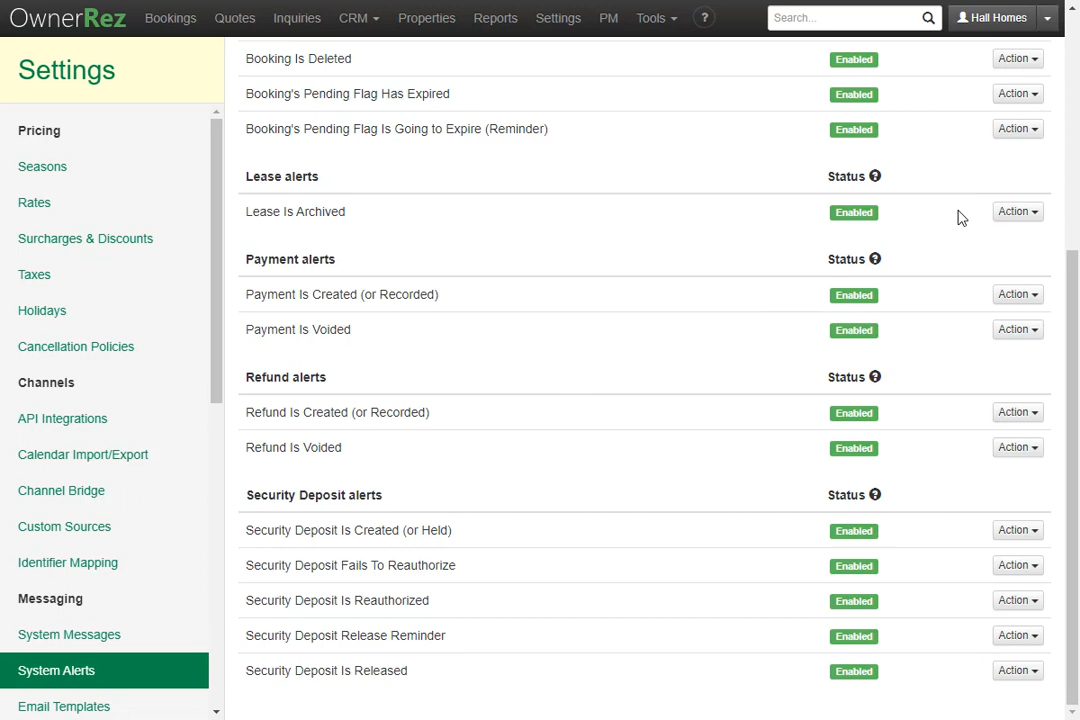 OwnerRez Bookings Quotes Inquiries CRM Properties Reports Settings PM Tools ? Search... Hall Homes
Settings
Pricing
Seasons
Rates
Surcharges & Discounts
Taxes
Holidays
Cancellation Policies
Channels
API Integrations
Calendar Import/Export
Channel Bridge
Custom Sources
Identifier Mapping
Messaging
System Messages
System Alerts
Email Templates
Booking Is Deleted Enabled Action
Booking's Pending Flag Has Expired Enabled Action
Booking's Pending Flag Is Going to Expire (Reminder) Enabled Action
Lease alerts Status ?
Lease Is Archived Enabled Action
Payment alerts Status ?
Payment Is Created (or Recorded) Enabled Action
Payment Is Voided Enabled Action
Refund alerts Status ?
Refund Is Created (or Recorded) Enabled Action
Refund Is Voided Enabled Action
Security Deposit alerts Status ?
Security Deposit Is Created (or Held) Enabled Action
Security Deposit Fails To Reauthorize Enabled Action
Security Deposit Is Reauthorized Enabled Action
Security Deposit Release Reminder Enabled Action
Security Deposit Is Released Enabled Action